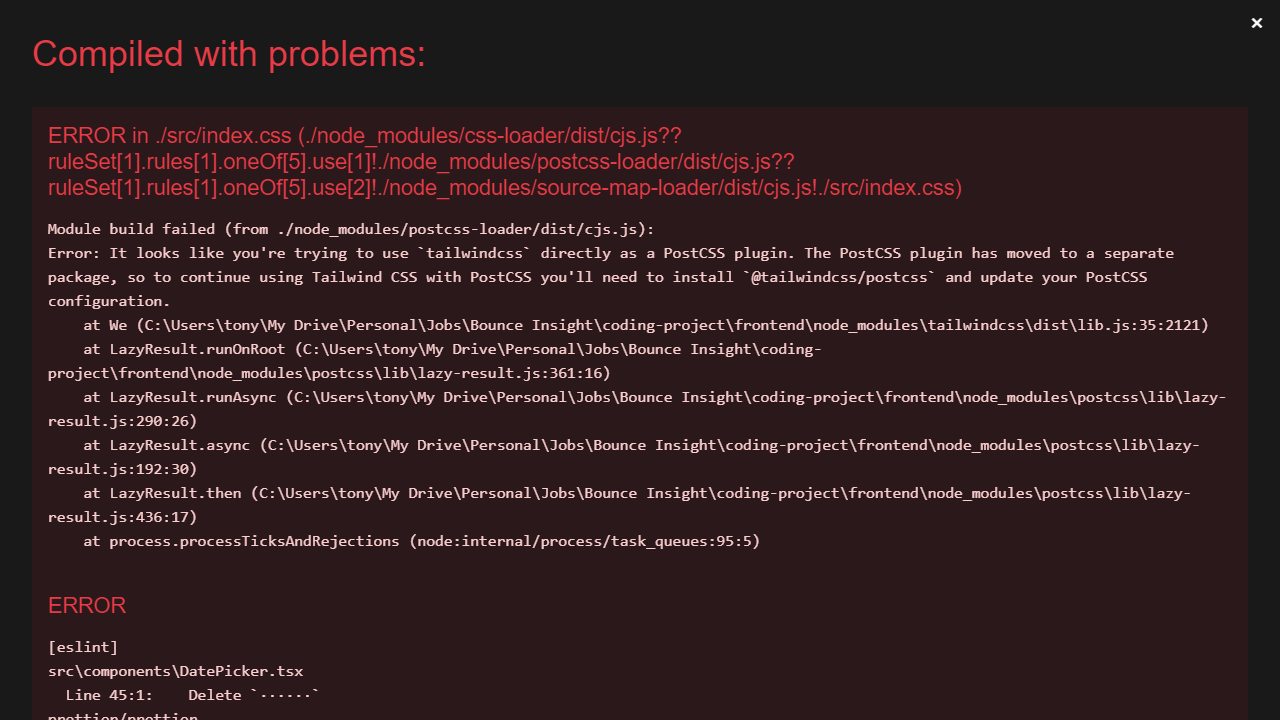 ×
Compiled with problems:
ERROR in ./src/index.css (./node_modules/css-loader/dist/cjs.js??
ruleSet[1].rules[1].oneOf[5].use[1]!./node_modules/postcss-loader/dist/cjs.js??
ruleSet[1].rules[1].oneOf[5].use[2]!./node_modules/source-map-loader/dist/cjs.js!./src/index.css)
Module build failed (from ./node_modules/postcss-loader/dist/cjs.js):
Error: It looks like you're trying to use `tailwindcss` directly as a PostCSS plugin. The PostCSS plugin has moved to a separate
package, so to continue using Tailwind CSS with PostCSS you'll need to install `@tailwindcss/postcss` and update your PostCSS
configuration.
    at We (C:\Users\tony\My Drive\Personal\Jobs\Bounce Insight\coding-project\frontend\node_modules\tailwindcss\dist\lib.js:35:2121)
    at LazyResult.runOnRoot (C:\Users\tony\My Drive\Personal\Jobs\Bounce Insight\coding-
project\frontend\node_modules\postcss\lib\lazy-result.js:361:16)
    at LazyResult.runAsync (C:\Users\tony\My Drive\Personal\Jobs\Bounce Insight\coding-project\frontend\node_modules\postcss\lib\lazy-
result.js:290:26)
    at LazyResult.async (C:\Users\tony\My Drive\Personal\Jobs\Bounce Insight\coding-project\frontend\node_modules\postcss\lib\lazy-
result.js:192:30)
    at LazyResult.then (C:\Users\tony\My Drive\Personal\Jobs\Bounce Insight\coding-project\frontend\node_modules\postcss\lib\lazy-
result.js:436:17)
    at process.processTicksAndRejections (node:internal/process/task_queues:95:5)
ERROR
[eslint]
src\components\DatePicker.tsx
  Line 45:1:    Delete `······`
prettier/prettier